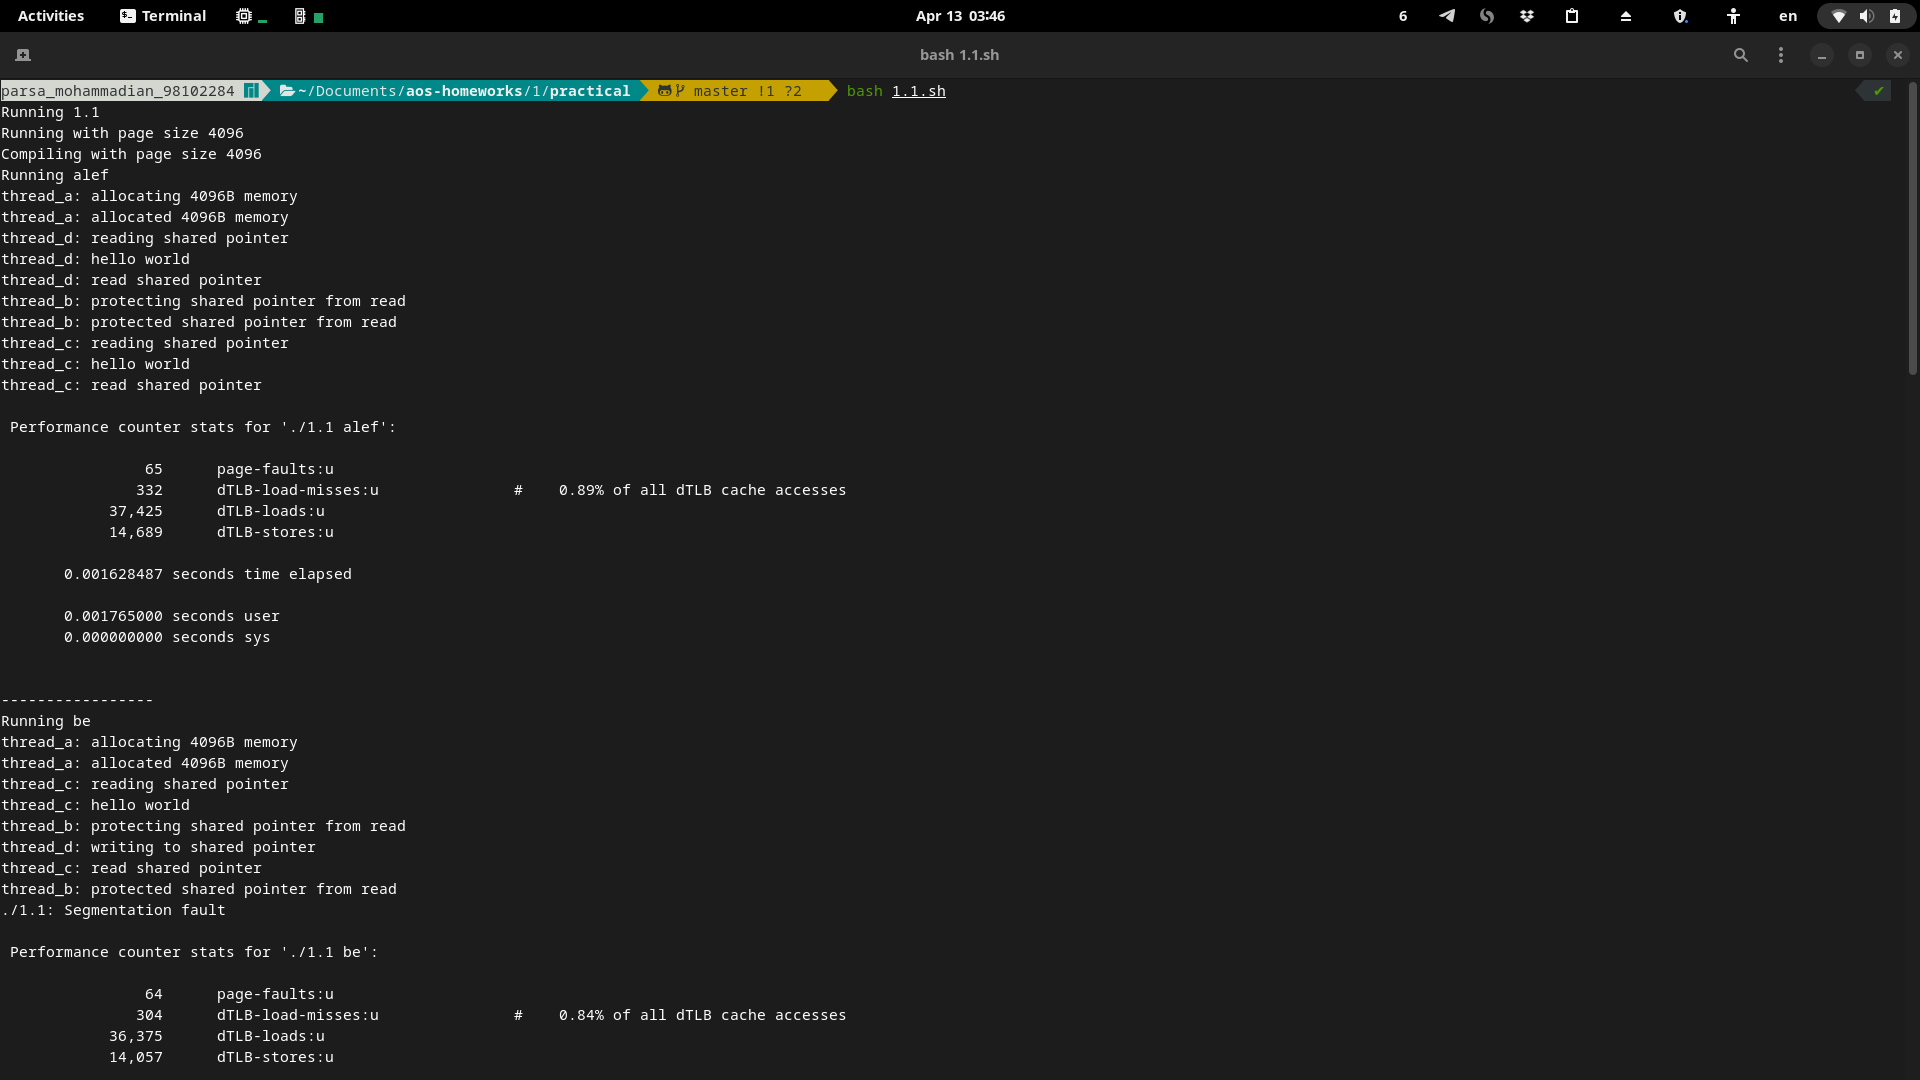 Activities Terminal Apr 13 03:46 6 en
bash 1.1.sh
parsa_mohammadian_98102284 ~/Documents/aos-homeworks/1/practical master !1 ?2 bash 1.1.sh ✔
Running 1.1
Running with page size 4096
Compiling with page size 4096
Running alef
thread_a: allocating 4096B memory
thread_a: allocated 4096B memory
thread_d: reading shared pointer
thread_d: hello world
thread_d: read shared pointer
thread_b: protecting shared pointer from read
thread_b: protected shared pointer from read
thread_c: reading shared pointer
thread_c: hello world
thread_c: read shared pointer
Performance counter stats for './1.1 alef':
65 page-faults:u
332 dTLB-load-misses:u # 0.89% of all dTLB cache accesses
37,425 dTLB-loads:u
14,689 dTLB-stores:u
0.001628487 seconds time elapsed
0.001765000 seconds user
0.000000000 seconds sys
-----------------
Running be
thread_a: allocating 4096B memory
thread_a: allocated 4096B memory
thread_c: reading shared pointer
thread_c: hello world
thread_b: protecting shared pointer from read
thread_d: writing to shared pointer
thread_c: read shared pointer
thread_b: protected shared pointer from read
./1.1: Segmentation fault
Performance counter stats for './1.1 be':
64 page-faults:u
304 dTLB-load-misses:u # 0.84% of all dTLB cache accesses
36,375 dTLB-loads:u
14,057 dTLB-stores:u